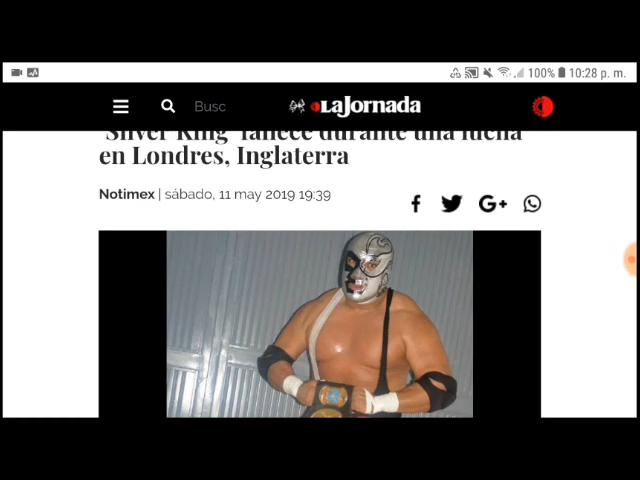 100% 10:28 p. m.
Busc
LaJornada
'Silver King' fallece durante una lucha
en Londres, Inglaterra
Notimex | sábado, 11 may 2019 19:39
G+